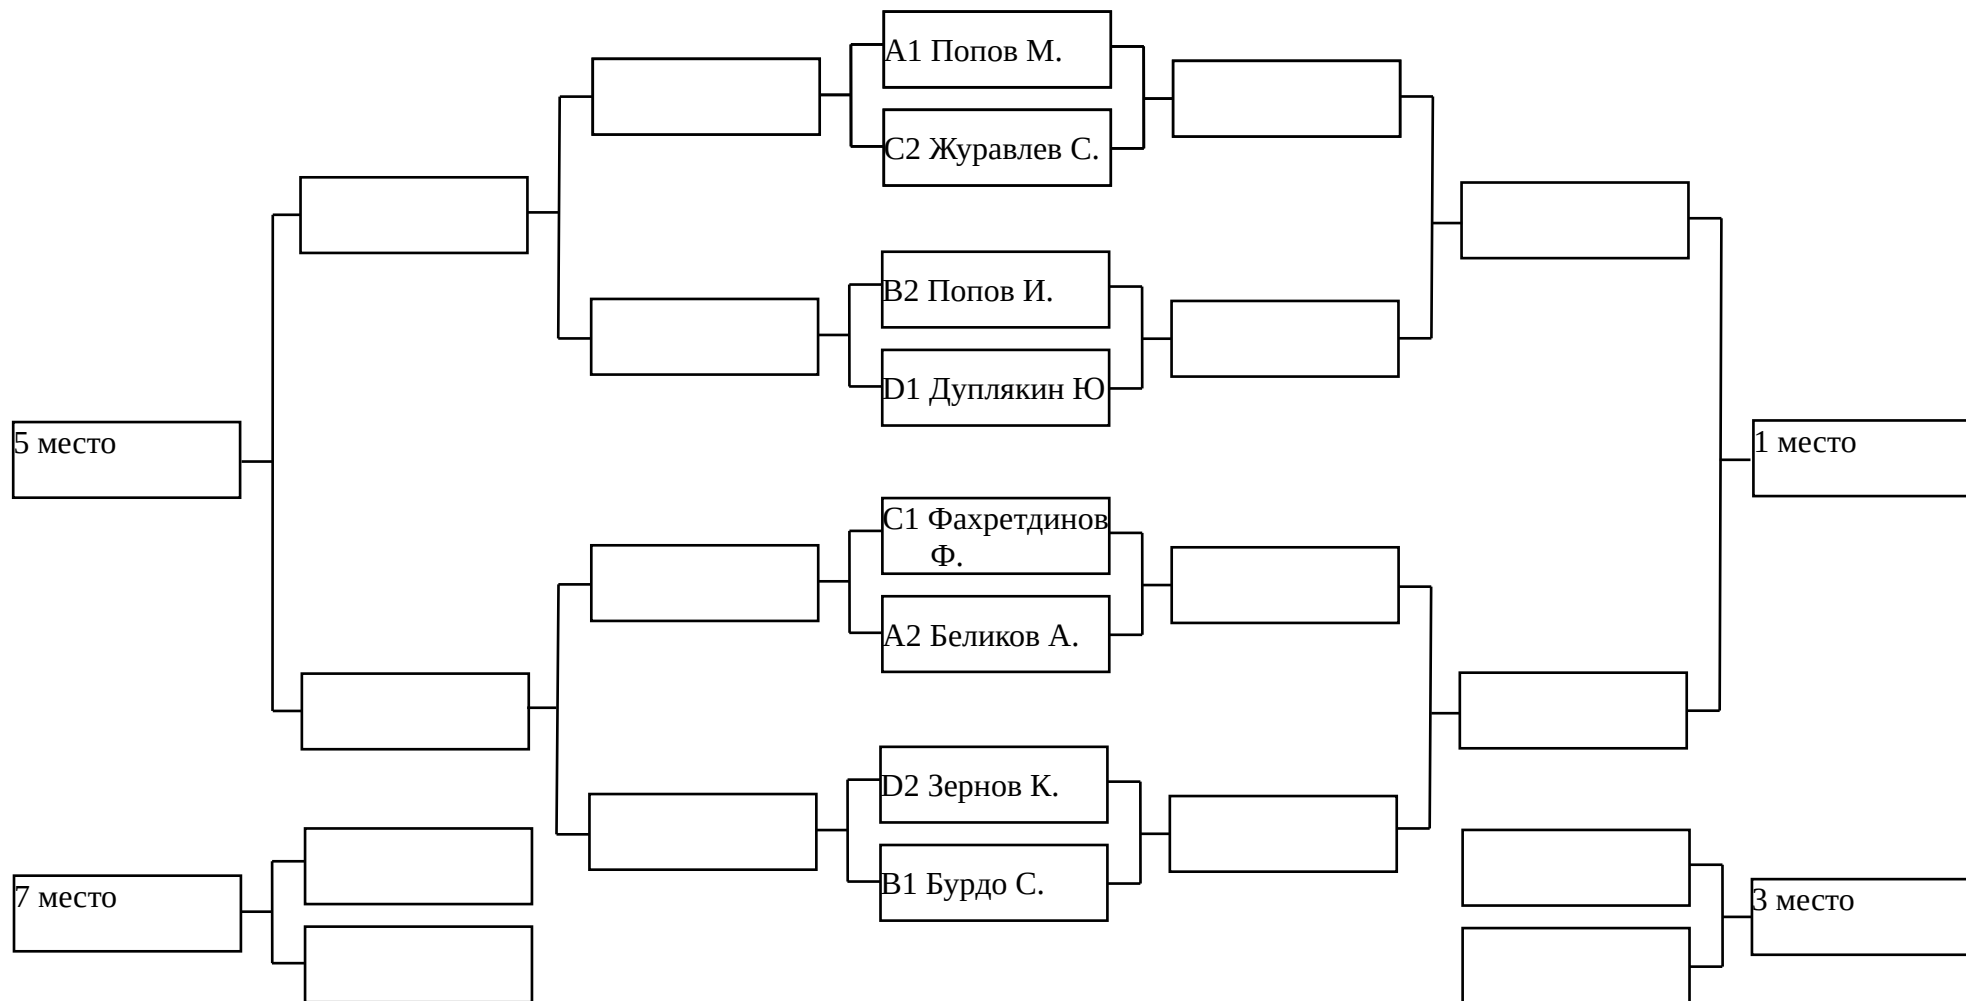 A1 Попов М.
C2 Журавлев С.
B2 Попов И.
D1 Дуплякин Ю
5 место
1 место
C1 Фахретдинов
Ф.
A2 Беликов А.
D2 Зернов К.
B1 Бурдо С.
7 место
3 место